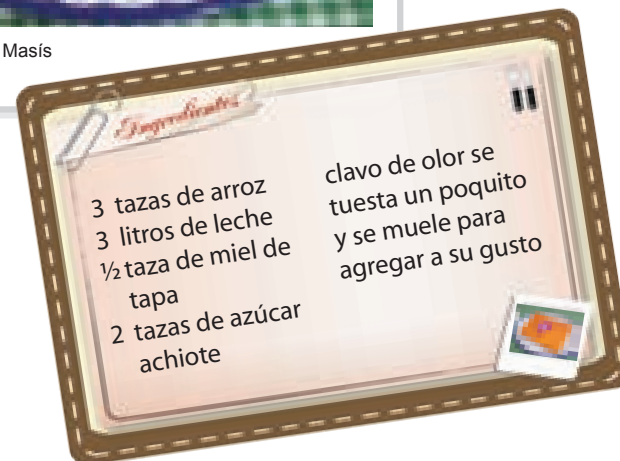 Masís
Ingredientes
3 tazas de arroz
3 litros de leche
½ taza de miel de
tapa
2 tazas de azúcar
achiote
clavo de olor se
tuesta un poquito
y se muele para
agregar a su gusto